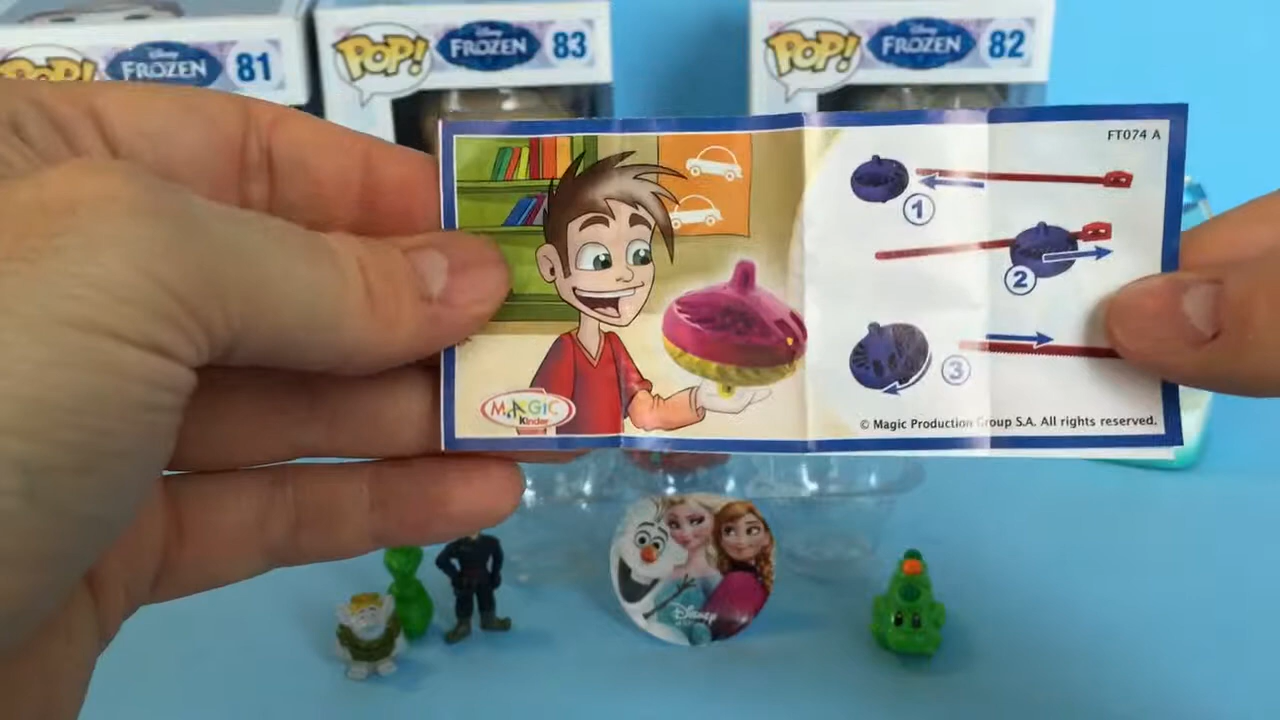 POP! Disney FROZEN 81
POP! Disney FROZEN 83
POP! Disney FROZEN 82
FT074 A
1
2
3
MAGIC
Kinder
© Magic Production Group S.A. All rights reserved.
Disney